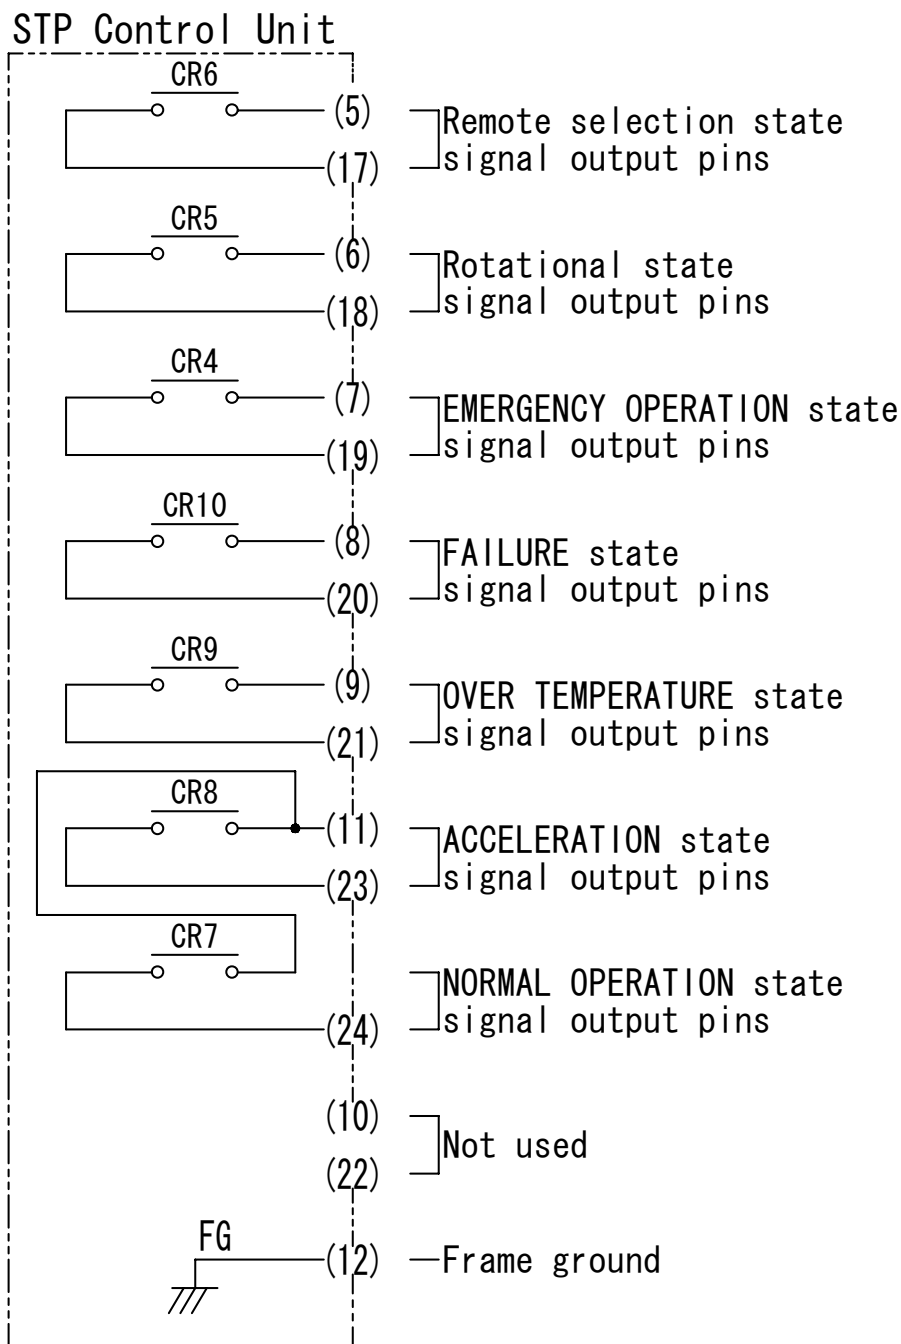 STP Control Unit
CR6
(5)
Remote selection state
signal output pins
(17)
CR5
(6)
Rotational state
signal output pins
(18)
CR4
(7)
EMERGENCY OPERATION state
signal output pins
(19)
CR10
(8)
FAILURE state
signal output pins
(20)
CR9
(9)
OVER TEMPERATURE state
signal output pins
(21)
CR8
(11)
ACCELERATION state
signal output pins
(23)
CR7
NORMAL OPERATION state
signal output pins
(24)
(10)
Not used
(22)
FG
(12)
Frame ground